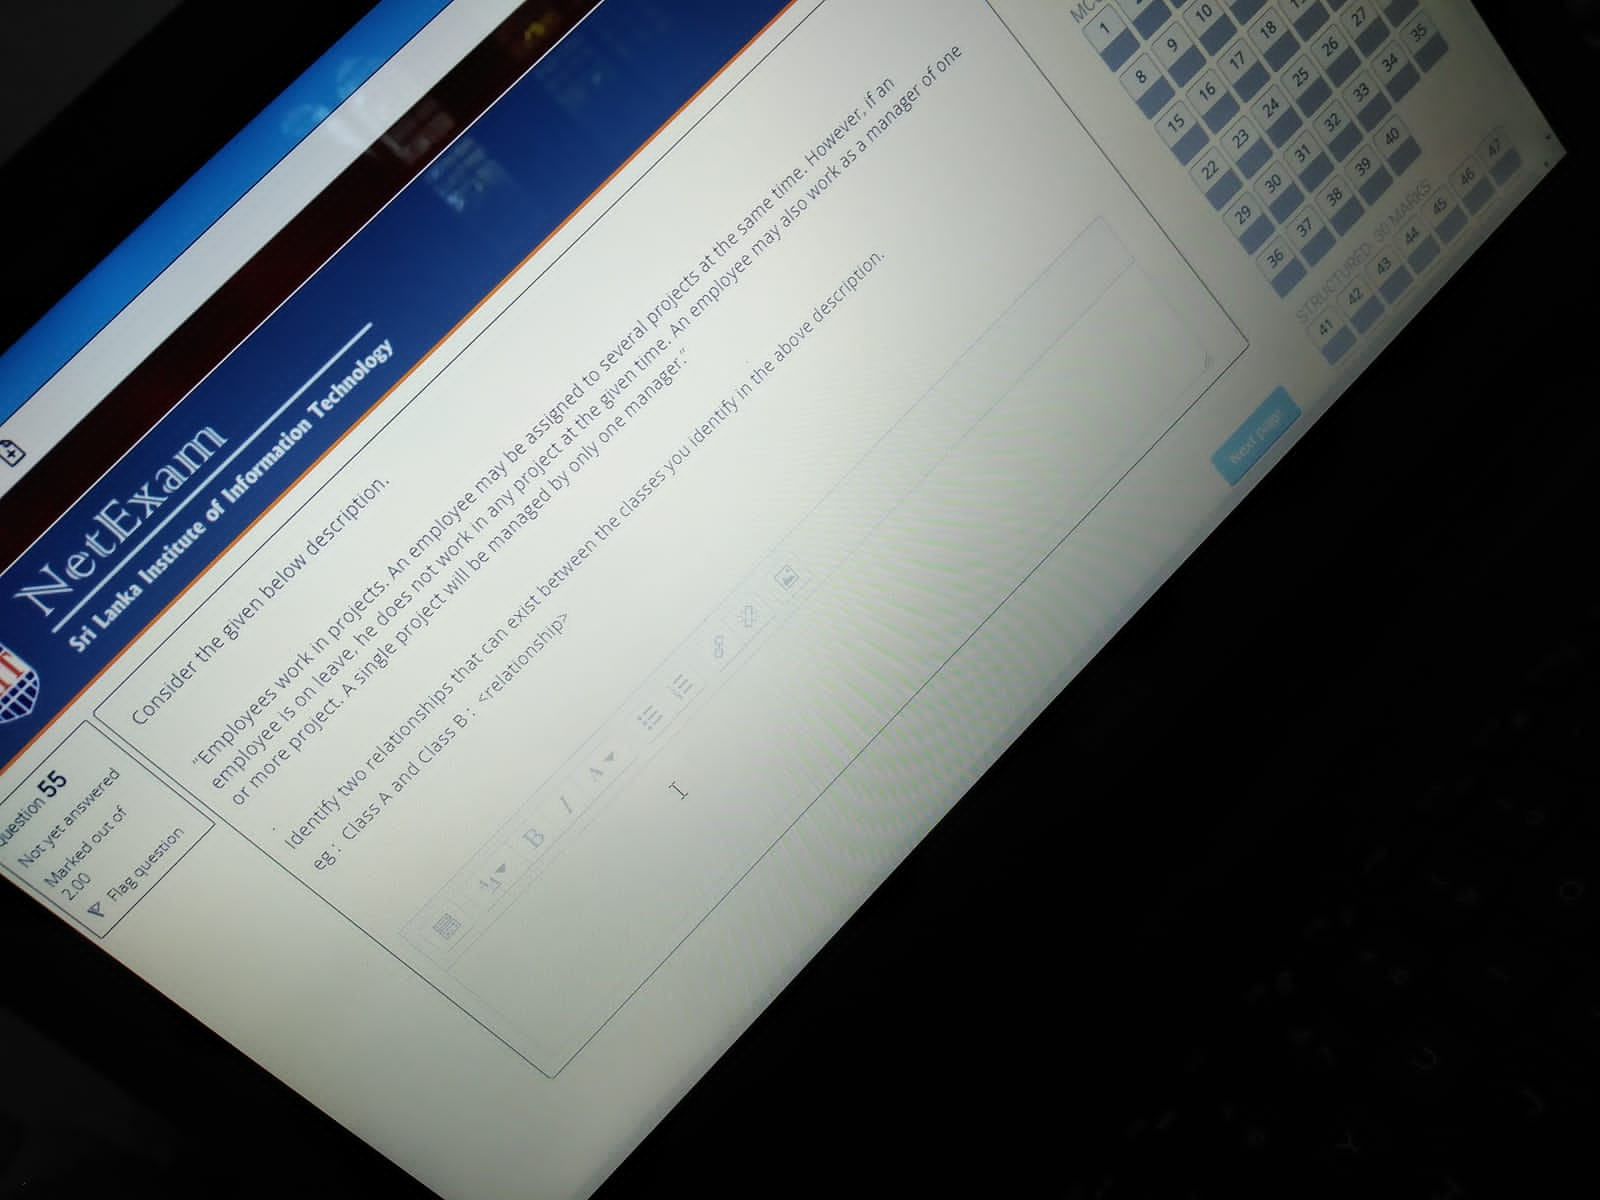 NetExam
Sri Lanka Institute of Information Technology
Question 55
Not yet answered
Marked out of
2.00
Flag question
Consider the given below description.
"Employees work in projects. An employee may be assigned to several projects at the same time. However, if an
employee is on leave, he does not work in any project at the given time. An employee may also work as a manager of one
or more project. A single project will be managed by only one manager."
Identify two relationships that can exist between the classes you identify in the above description.
eg : Class A and Class B : <relationship>
B I A
1
8 9 10
15 16 17 18
22 23 24 25 26 27
29 30 31 32 33 34 35
36 37 38 39 40
STRUCTURED: 30 MARKS
41 42 43 44 45 46 47
Next page